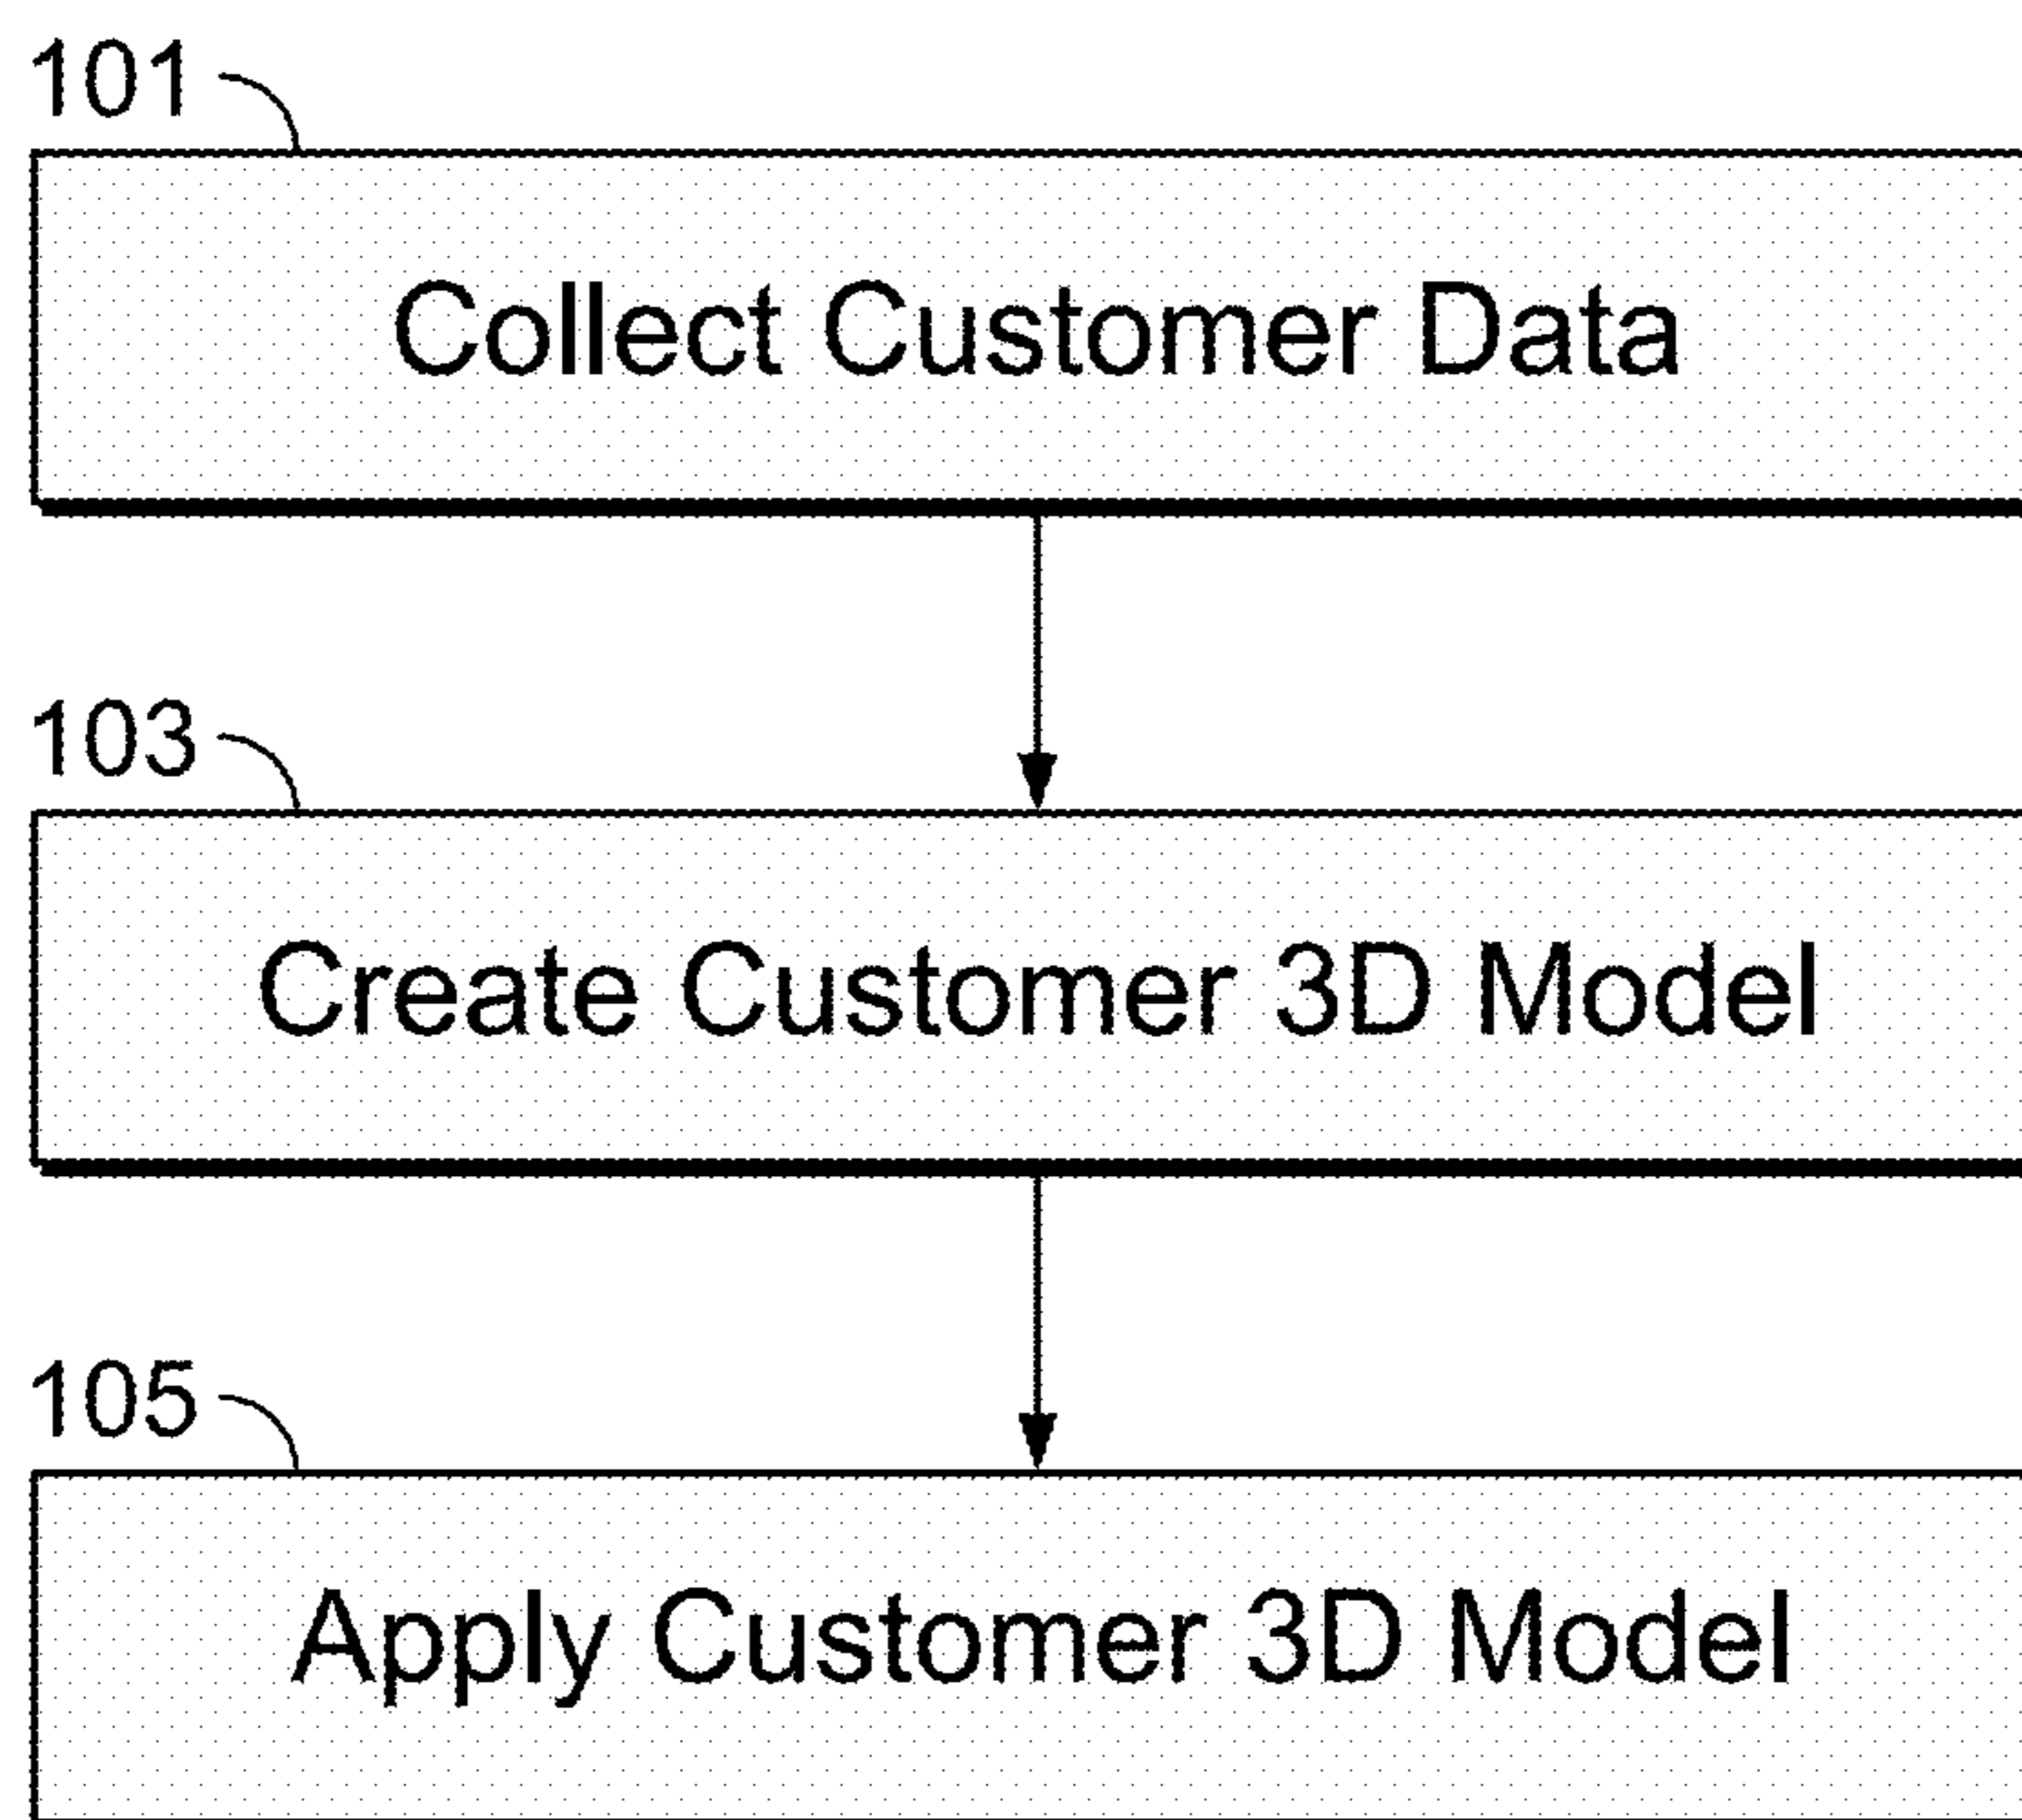 101
Collect Customer Data
103
Create Customer 3D Model
105
Apply Customer 3D Model